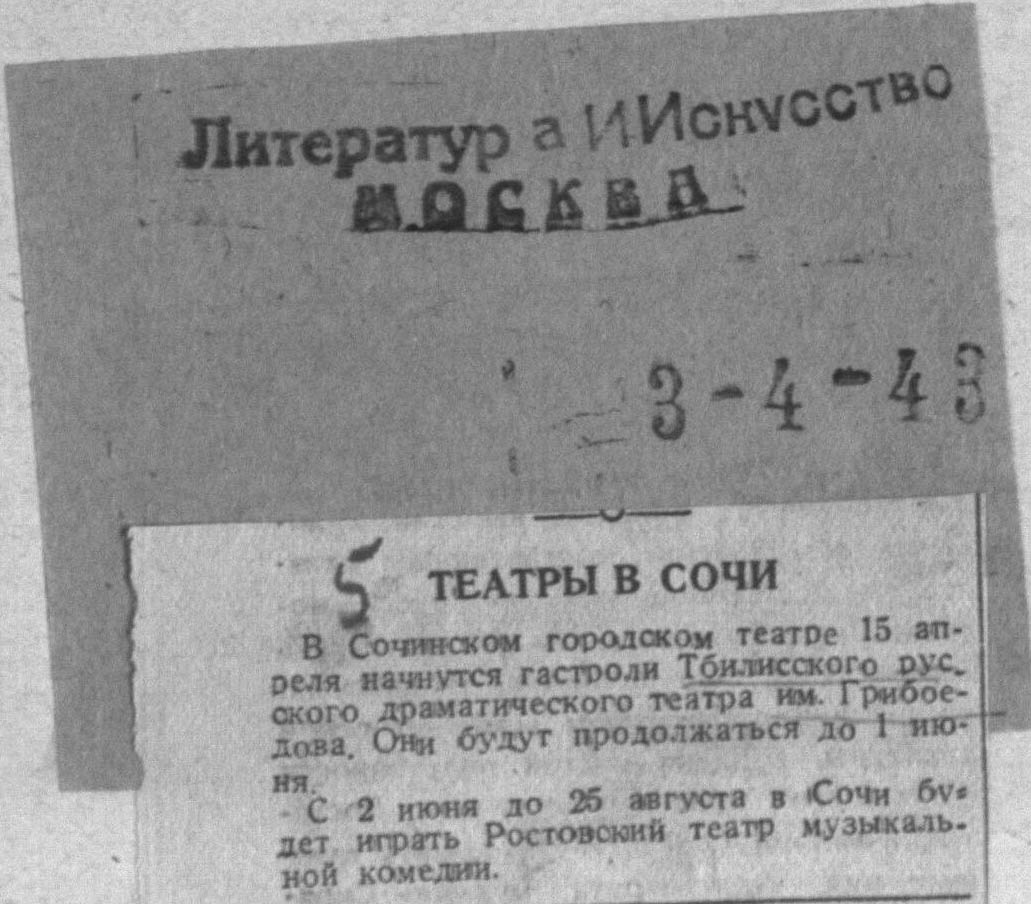 Литератур а И Искусство
МОСКВА
3-4-43
5 ТЕАТРЫ В СОЧИ
В Сочинском городском театре 15 ап-
реля начнутся гастроли Тбилисского рус-
ского драматического театра им. Грибое-
дова. Они будут продолжаться до 1 ию-
ня.
С 2 июня до 25 августа в Сочи бу-
дет играть Ростовский театр музыкаль-
ной комедии.